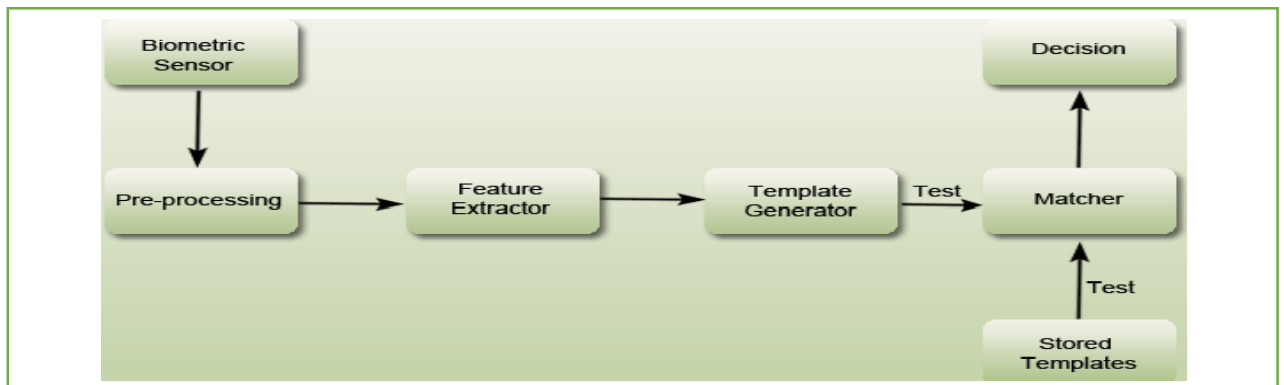 Biometric
Sensor
Decision
Pre-processing
Feature
Extractor
Template
Generator
Test
Matcher
Test
Stored
Templates